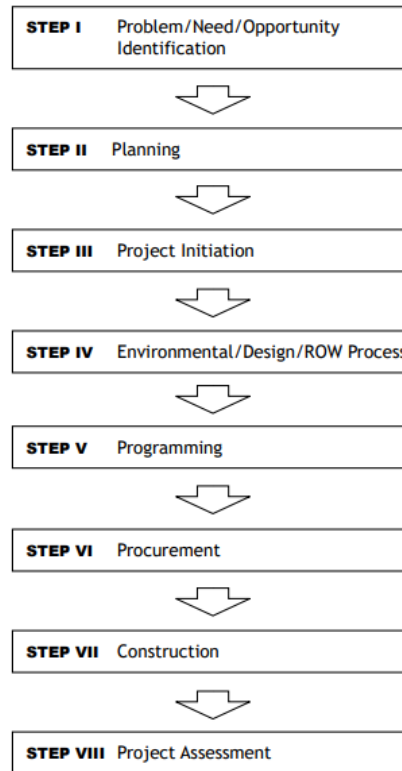 STEP I Problem/Need/Opportunity
Identification
STEP II Planning
STEP III Project Initiation
STEP IV Environmental/Design/ROW Process
STEP V Programming
STEP VI Procurement
STEP VII Construction
STEP VIII Project Assessment